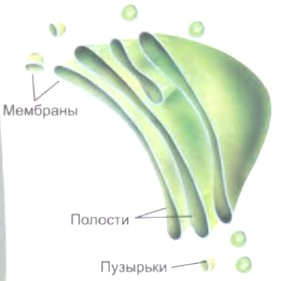 Мембраны
Полости
Пузырьки